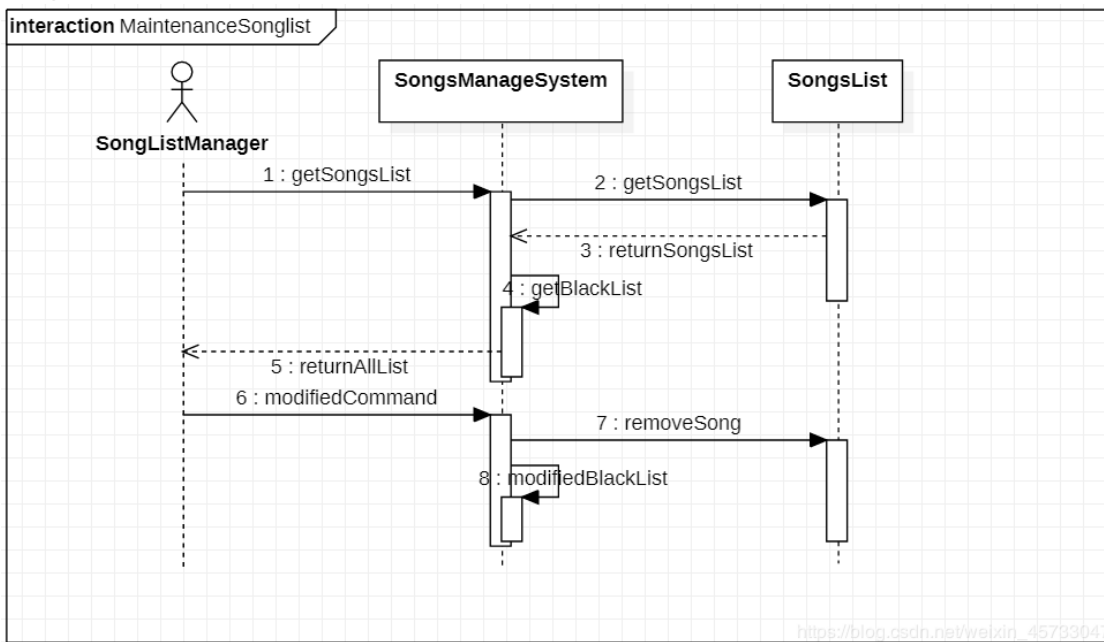 interaction MaintenanceSonglist
SongListManager
SongsManageSystem
SongsList
1 : getSongsList
2 : getSongsList
3 : returnSongsList
4 : getBlackList
5 : returnAllList
6 : modifiedCommand
7 : removeSong
8 : modifiedBlackList
https://blog.csdn.net/weixin_45733047